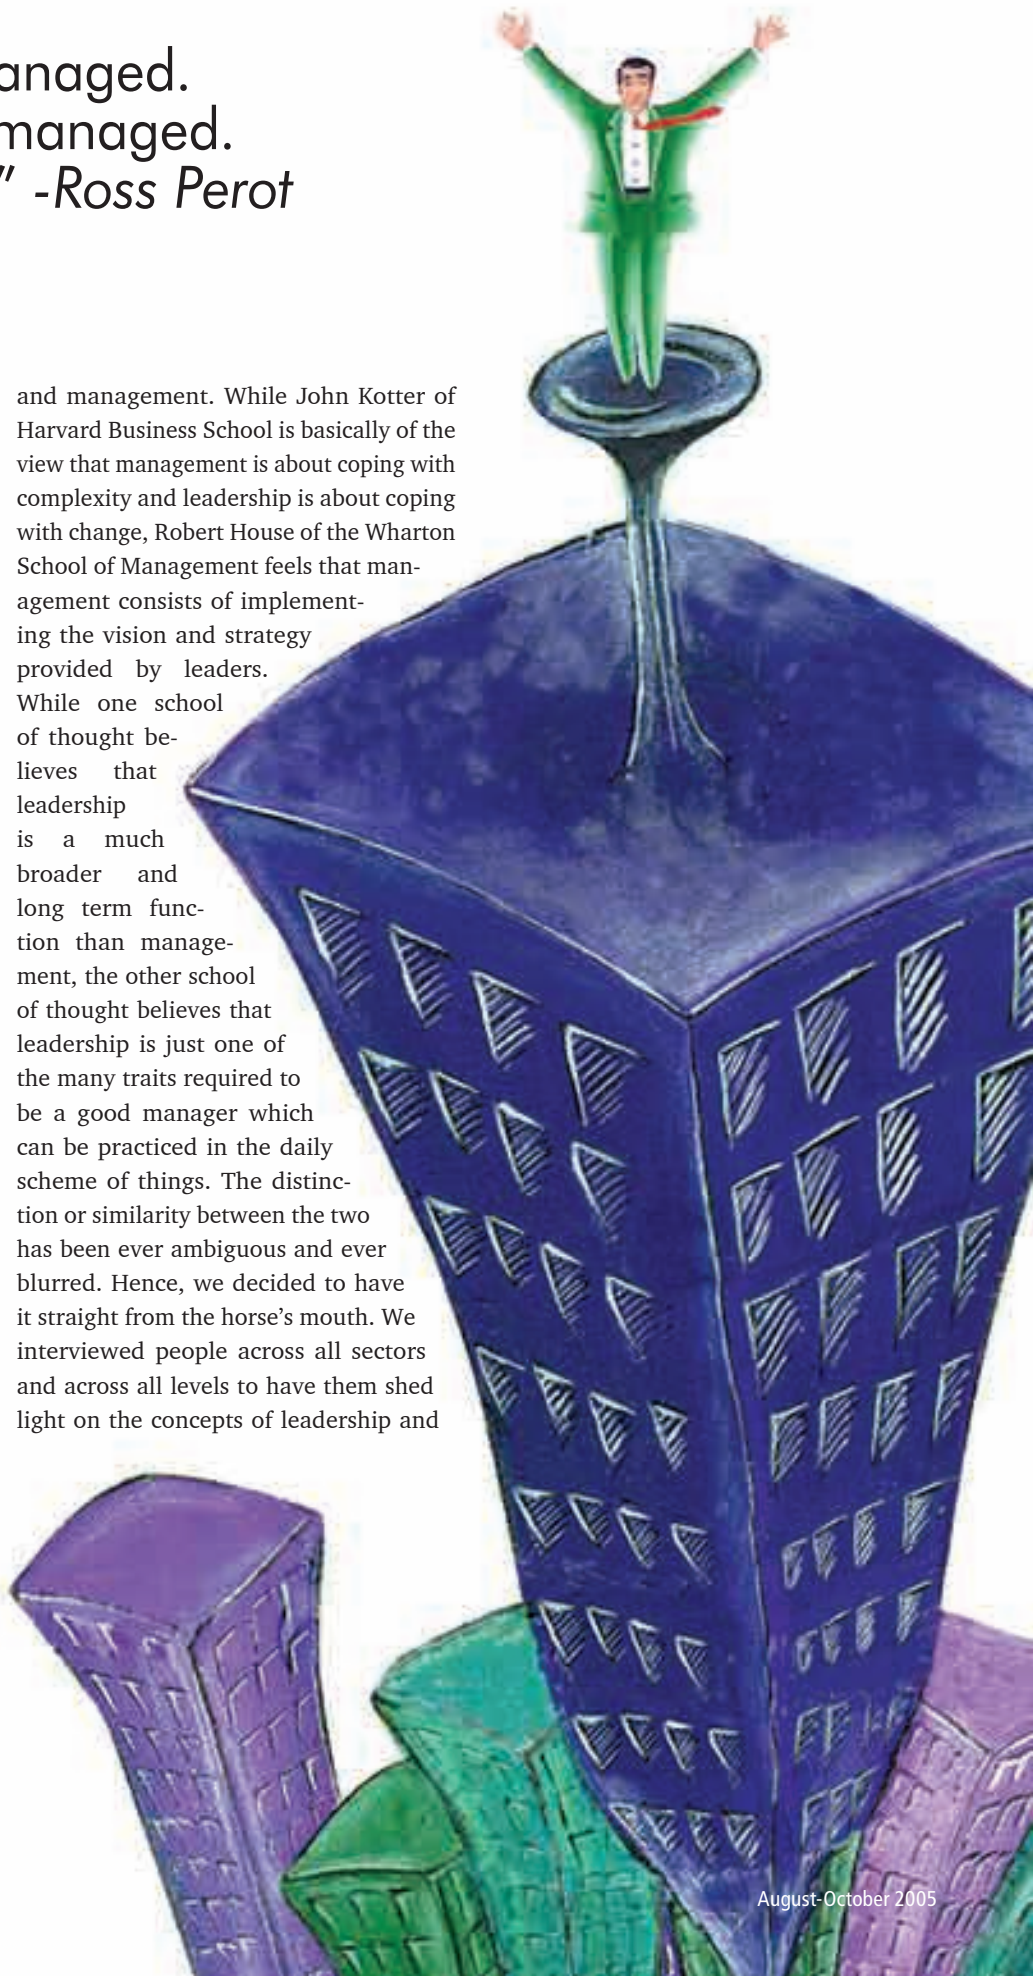 anaged.
managed.
” -Ross Perot
and management. While John Kotter of
Harvard Business School is basically of the
view that management is about coping with
complexity and leadership is about coping
with change, Robert House of the Wharton
School of Management feels that man-
agement consists of implement-
ing the vision and strategy
provided by leaders.
While one school
of thought be-
lieves that
leadership
is a much
broader and
long term func-
tion than manage-
ment, the other school
of thought believes that
leadership is just one of
the many traits required to
be a good manager which
can be practiced in the daily
scheme of things. The distinc-
tion or similarity between the two
has been ever ambiguous and ever
blurred. Hence, we decided to have
it straight from the horse’s mouth. We
interviewed people across all sectors
and across all levels to have them shed
light on the concepts of leadership and
August-October 2005